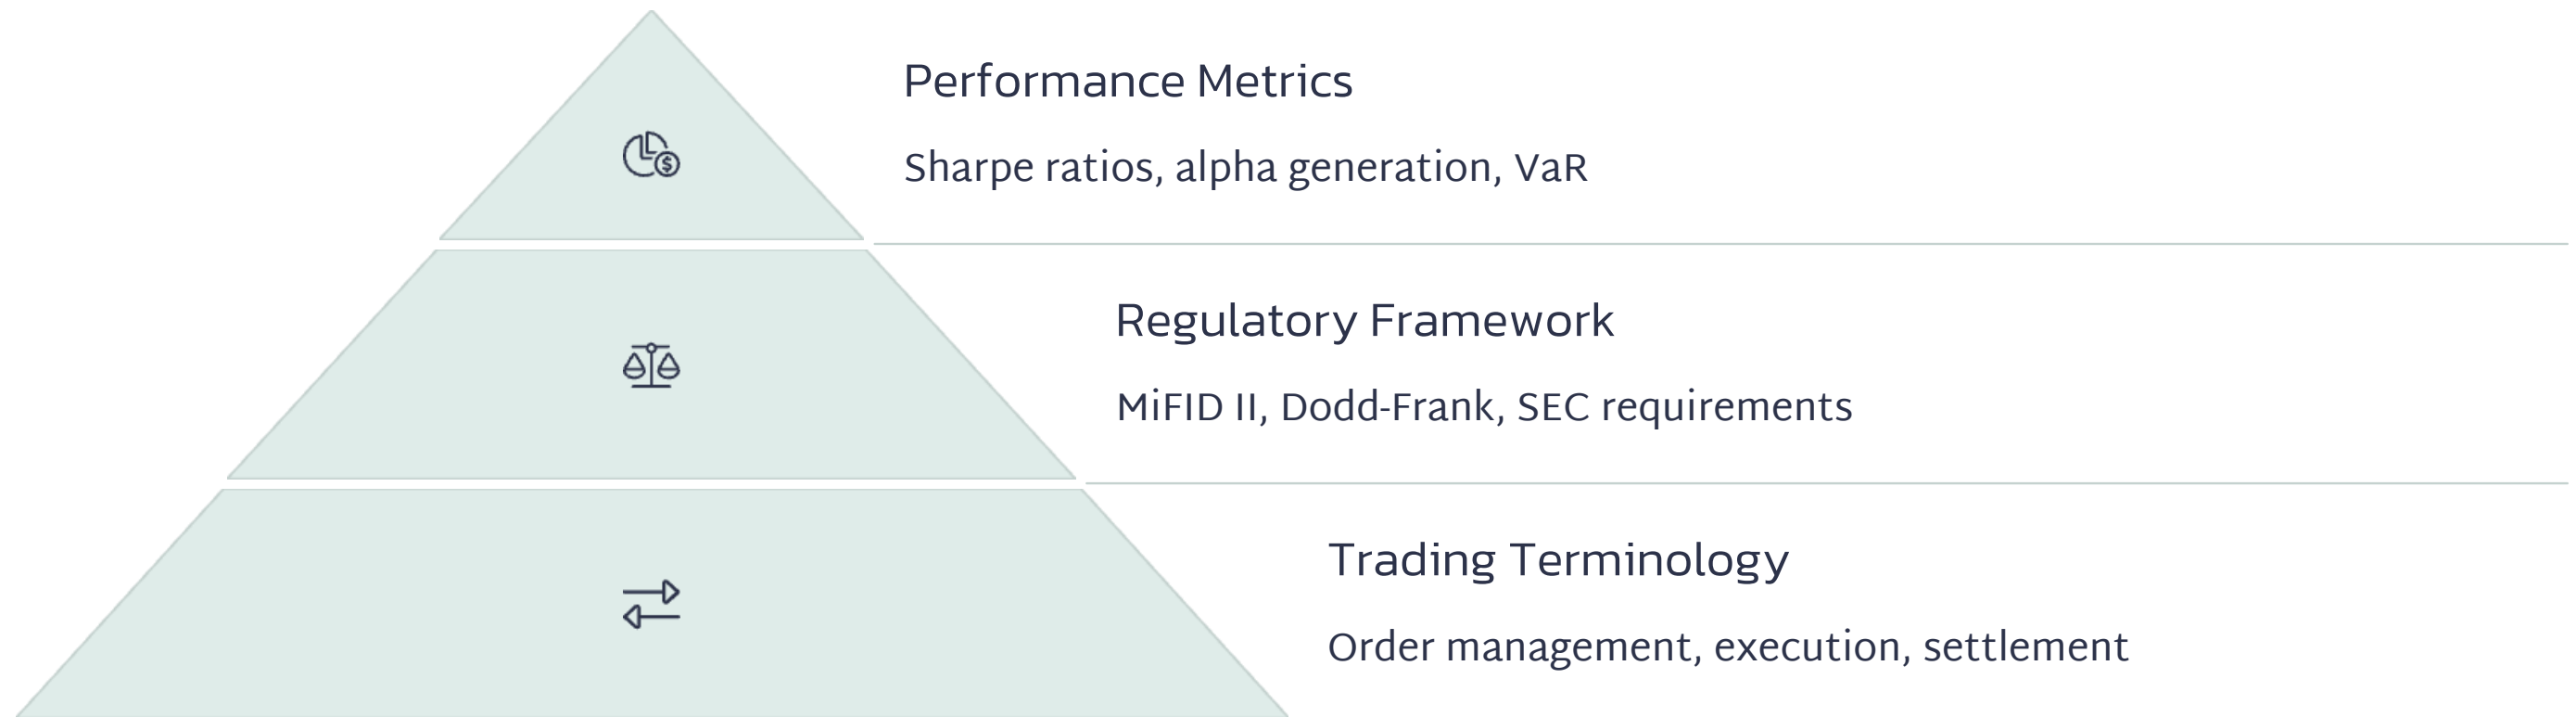 Performance Metrics
Sharpe ratios, alpha generation, VaR
Regulatory Framework
MiFID II, Dodd-Frank, SEC requirements
Trading Terminology
Order management, execution, settlement